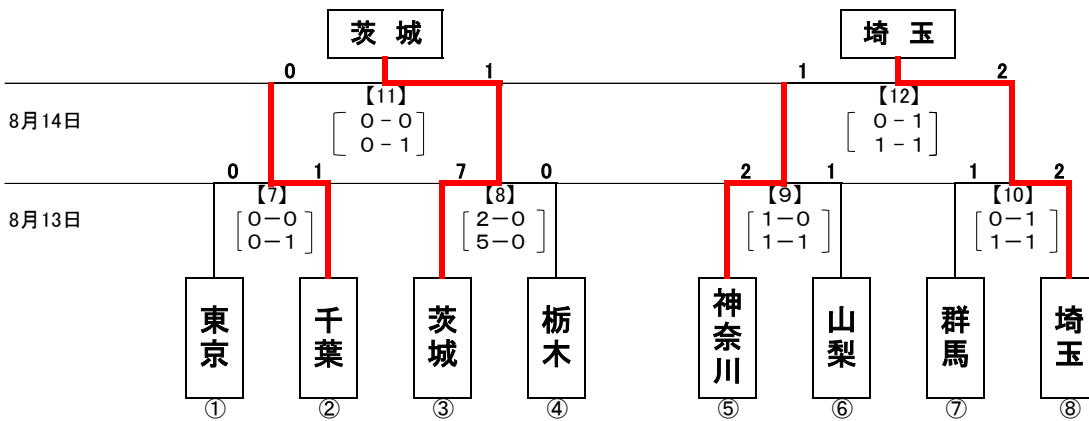 茨 城 埼 玉
0 1 1 2
【11】 【12】
8月14日
0-0 0-1
0-1 1-1
0 1 7 0 2 1 1 2
【7】 【8】 【9】 【10】
8月13日
0-0 2-0 1-0 0-1
0-1 5-0 1-1 1-1
東京 千葉 茨城 栃木 神奈川 山梨 群馬 埼玉
① ② ③ ④ ⑤ ⑥ ⑦ ⑧